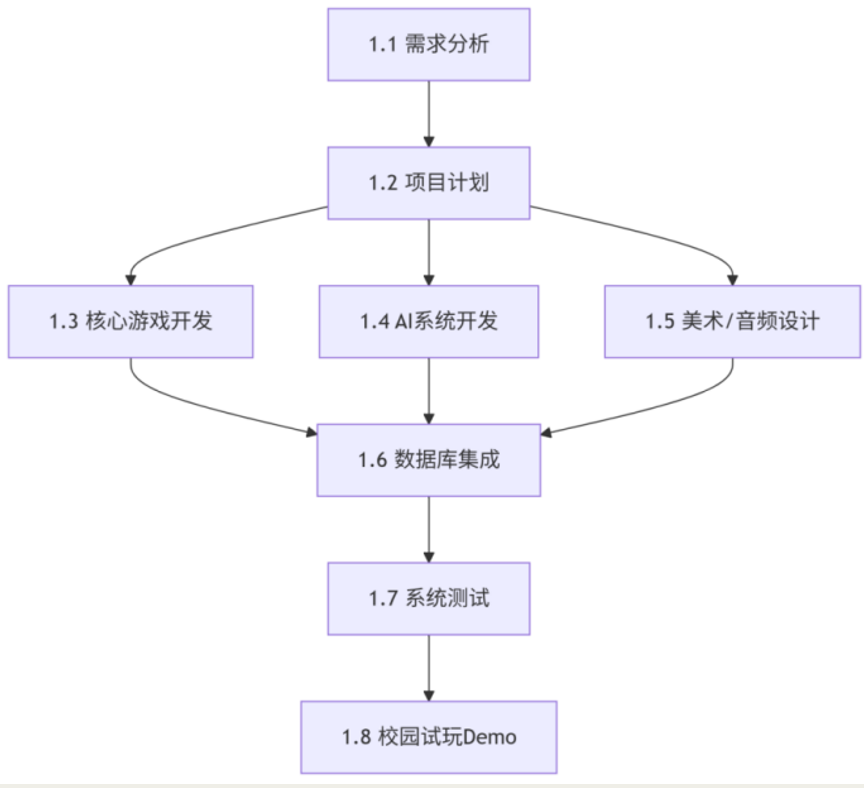 1.1 需求分析
1.2 项目计划
1.3 核心游戏开发
1.4 AI系统开发
1.5 美术/音频设计
1.6 数据库集成
1.7 系统测试
1.8 校园试玩Demo